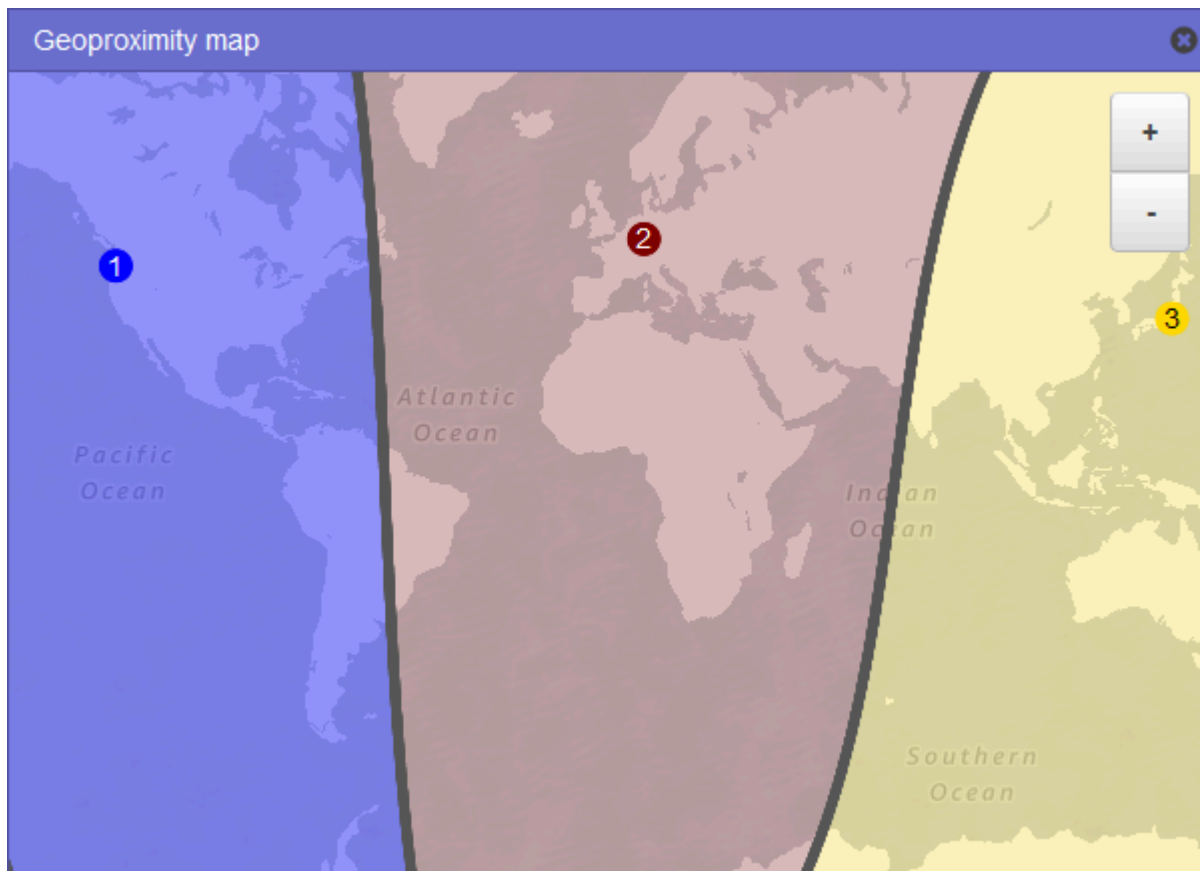 Geoproximity map
+
-
1
2
3
Atlantic
Ocean
Pacific
Ocean
Indian
Ocean
Southern
Ocean